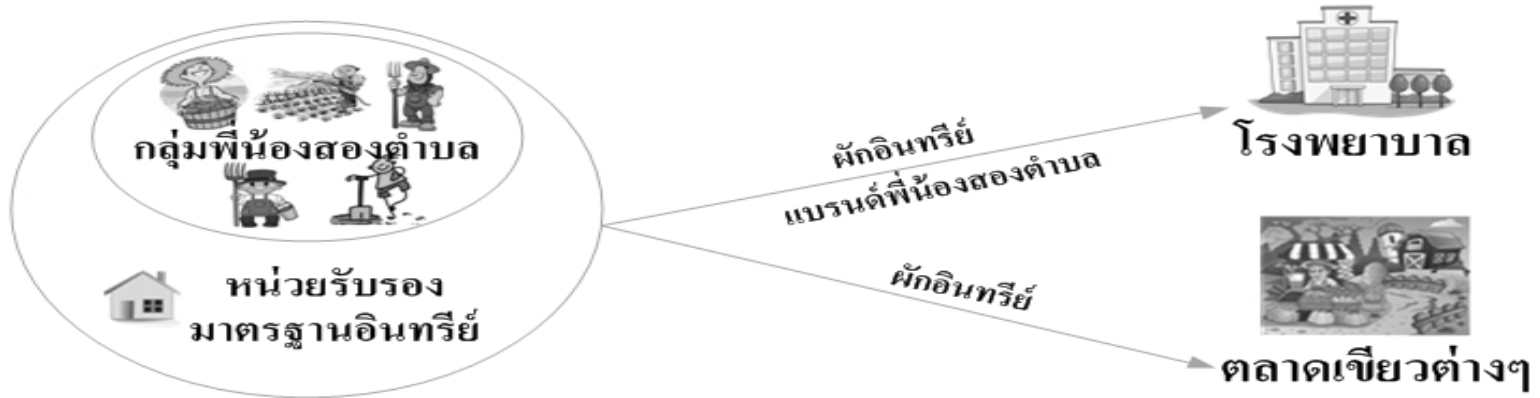 กลุ่มพี่น้องสองตำบล
หน่วยรับรอง
มาตรฐานอินทรีย์
ผักอินทรีย์
แบรนด์พี่น้องสองตำบล
โรงพยาบาล
ผักอินทรีย์
ตลาดเขียวต่างๆ